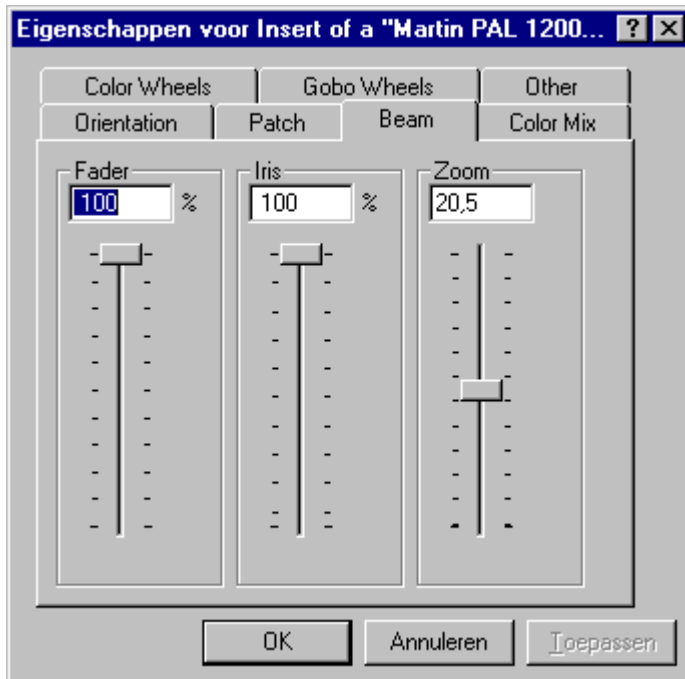 Eigenschappen voor Insert of a "Martin PAL 1200...
Color Wheels Gobo Wheels Other
Orientation Patch Beam Color Mix
Fader Iris Zoom
100 % 100 % 20,5
OK Annuleren Toepassen